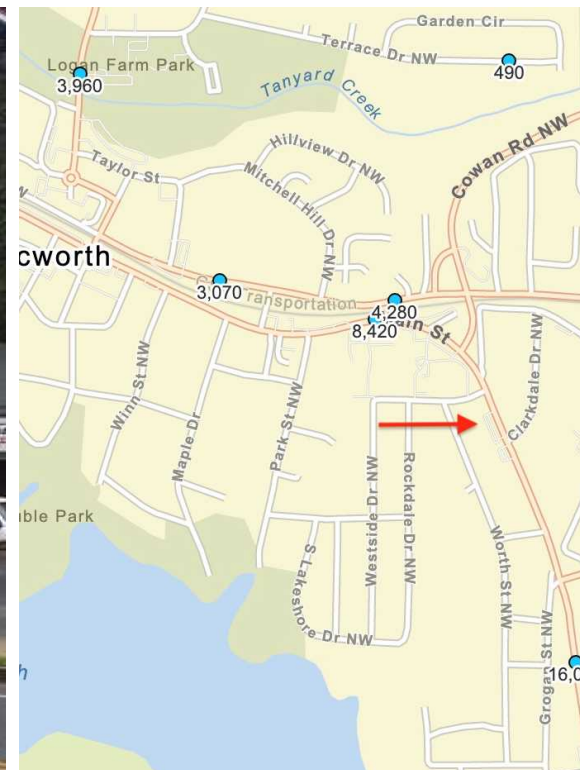 Garden Cir
Terrace Dr NW
Logan Farm Park
490
3,960
Tanyard Creek
Cowan Rd NW
Hillview Dr NW
Taylor St
Mitchell Hill Dr NW
cworth
3,070
Transportation
4,280
8,420
ain St
Clarkdale Dr NW
Winn St NW
Maple Dr
Park St NW
Westside Dr NW
Rockdale Dr NW
uble Park
Worth St NW
S Lakeshore Dr NW
Grogan St NW
h
16,0